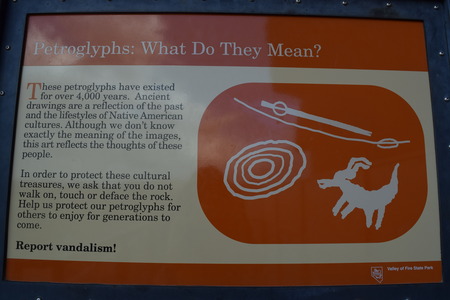 Petroglyphs: What Do They Mean?
These petroglyphs have existed
for over 4,000 years. Ancient
drawings are a reflection of the past
and the lifestyles of Native American
cultures. Although we don't know
exactly the meaning of the images,
this art reflects the thoughts of these
people.
In order to protect these cultural
treasures, we ask that you do not
walk on, touch or deface the rock.
Help us protect our petroglyphs for
others to enjoy for generations to
come.
Report vandalism!
Valley of Fire State Park